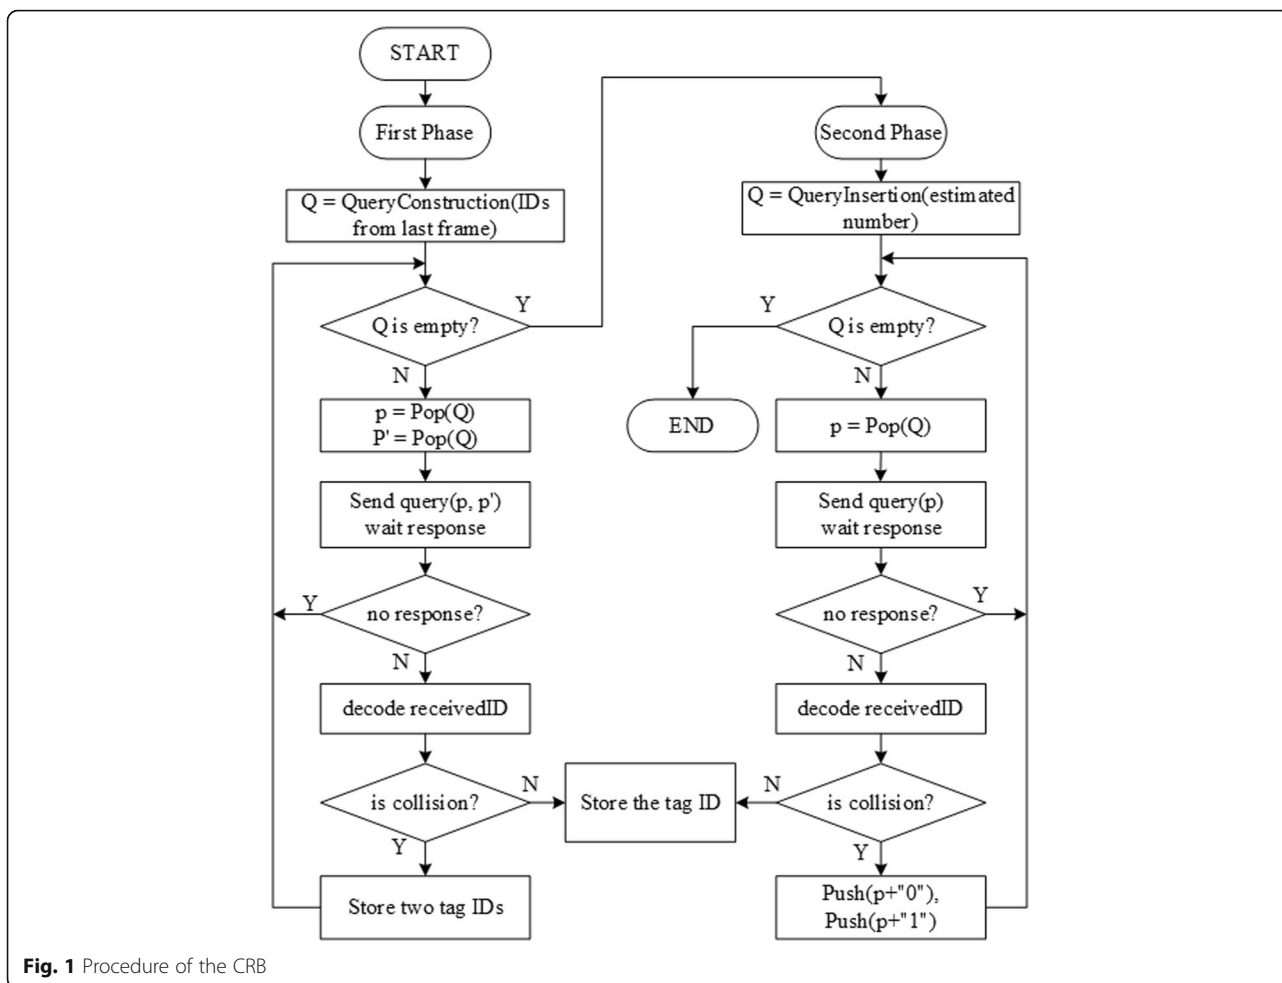 START
First Phase
Q = QueryConstruction(IDs
from last frame)
Q is empty?
Y
N
p = Pop(Q)
P' = Pop(Q)
Send query(p, p')
wait response
no response?
Y
N
decode receivedID
is collision?
N
Y
Store two tag IDs
Store the tag ID
Second Phase
Q = QueryInsertion(estimated
number)
Q is empty?
Y
N
END
p = Pop(Q)
Send query(p)
wait response
no response?
Y
N
decode receivedID
is collision?
N
Y
Push(p+"0"),
Push(p+"1")
Fig. 1 Procedure of the CRB